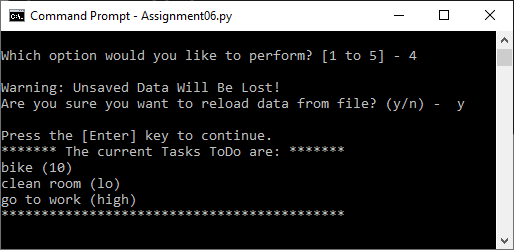 Command Prompt - Assignment06.py
Which option would you like to perform? [1 to 5] - 4
Warning: Unsaved Data Will Be Lost!
Are you sure you want to reload data from file? (y/n) -  y
Press the [Enter] key to continue.
******* The current Tasks ToDo are: *******
bike (10)
clean room (lo)
go to work (high)
*******************************************